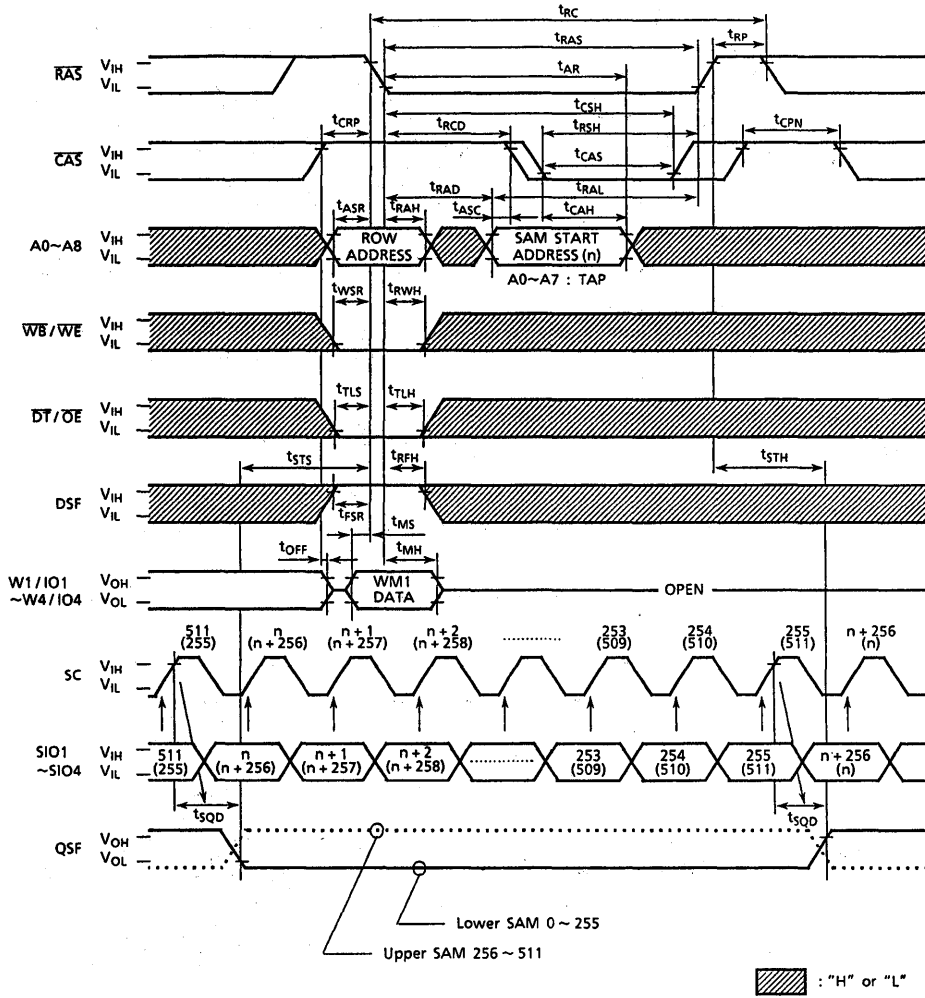 tRC
tRP
tRAS
RAS
VIH
VIL
tAR
tCSH
tCRP
tRCD
tRSH
tCPN
CAS
VIH
VIL
tCAS
tRAD
tRAL
tASR
tRAH
tASC
tCAH
A0~A8
VIH
VIL
ROW
ADDRESS
SAM START
ADDRESS (n)
A0~A7 : TAP
tWSR
tRWH
WB/WE
VIH
VIL
tTLS
tTLH
DT/OE
VIH
VIL
tSTS
tRFH
tSTH
DSF
VIH
VIL
tFSR
tMS
tOFF
tMH
W1/IO1
~W4/IO4
VOH
VOL
WM1
DATA
OPEN
511
(255)
n
(n+256)
n+1
(n+257)
n+2
(n+258)
..........
253
(509)
254
(510)
255
(511)
n+256
(n)
SC
VIH
VIL
SIO1
~SIO4
VIH
VIL
511
(255)
n
(n+256)
n+1
(n+257)
n+2
(n+258)
..........
253
(509)
254
(510)
255
(511)
n+256
(n)
tSQD
tSQD
QSF
VOH
VOL
Lower SAM 0~255
Upper SAM 256~511
: "H" or "L"